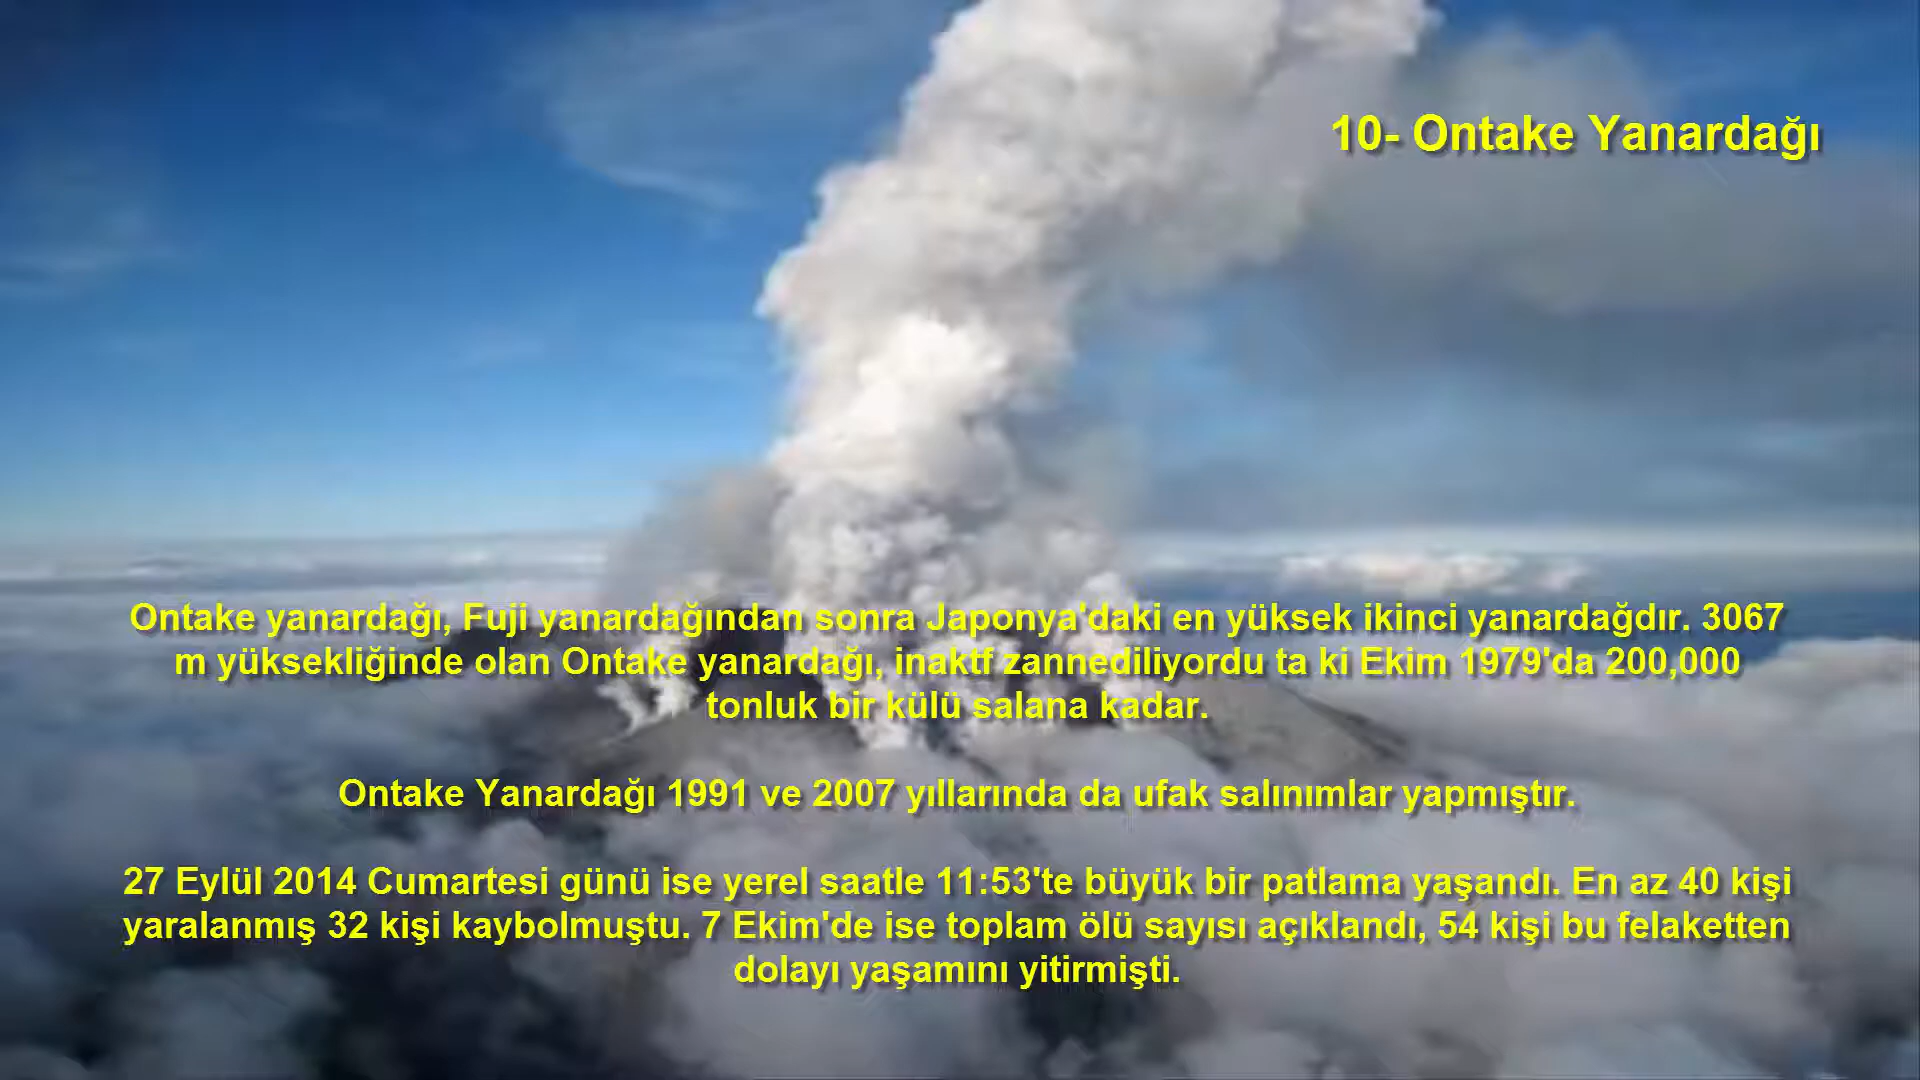 10- Ontake Yanardağı
Ontake yanardağı, Fuji yanardağından sonra Japonya'daki en yüksek ikinci yanardağdır. 3067
m yüksekliğinde olan Ontake yanardağı, inaktf zannediliyordu ta ki Ekim 1979'da 200,000
tonluk bir külü salana kadar.
Ontake Yanardağı 1991 ve 2007 yıllarında da ufak salınımlar yapmıştır.
27 Eylül 2014 Cumartesi günü ise yerel saatle 11:53'te büyük bir patlama yaşandı. En az 40 kişi
yaralanmış 32 kişi kaybolmuştu. 7 Ekim'de ise toplam ölü sayısı açıklandı, 54 kişi bu felaketten
dolayı yaşamını yitirmişti.